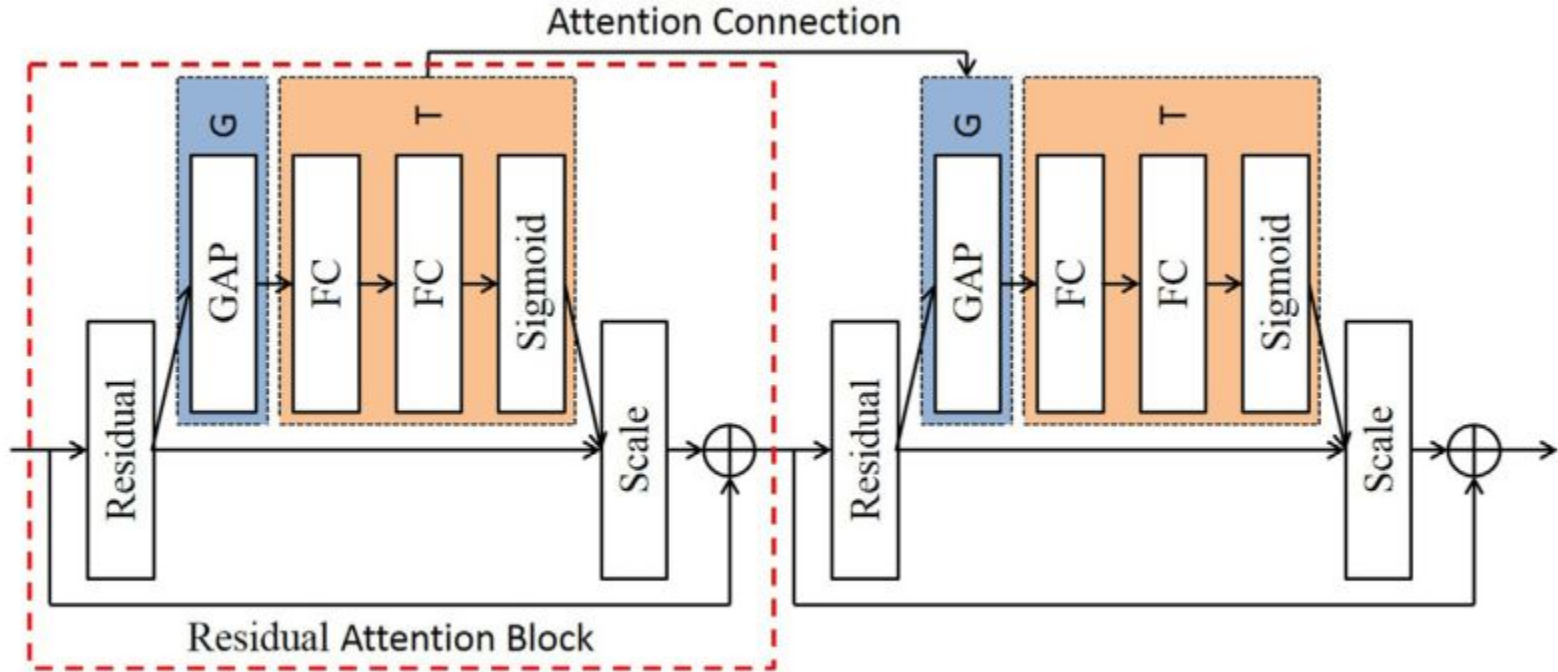 Attention Connection
G
T
GAP
FC
FC
Sigmoid
Residual
Scale
Residual Attention Block
G
T
GAP
FC
FC
Sigmoid
Residual
Scale